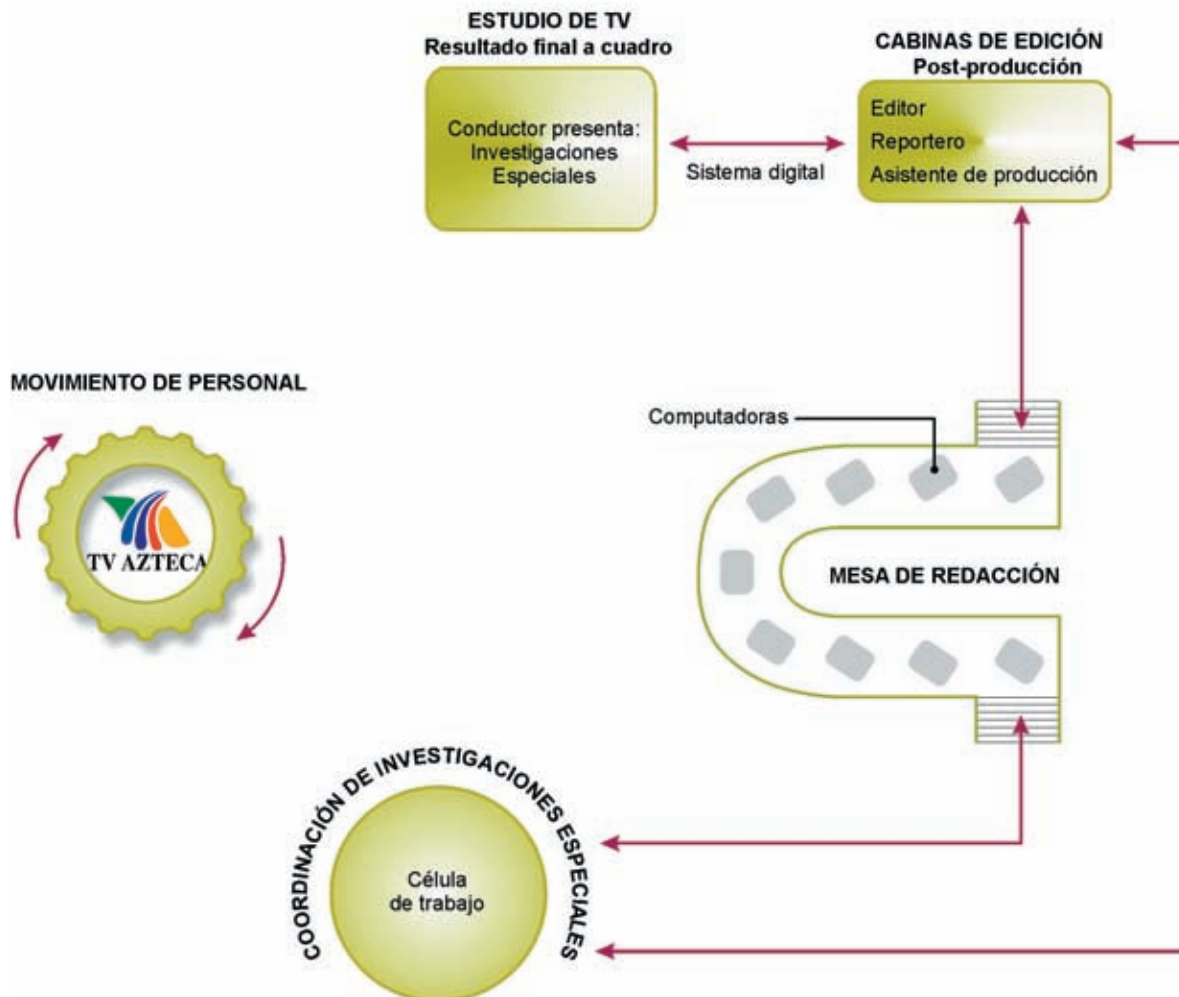 ESTUDIO DE TV
Resultado final a cuadro
Conductor presenta:
Investigaciones
Especiales
Sistema digital
CABINAS DE EDICIÓN
Post-producción
Editor
Reportero
Asistente de producción
MOVIMIENTO DE PERSONAL
TV AZTECA
Computadoras
MESA DE REDACCIÓN
COORDINACIÓN DE INVESTIGACIONES ESPECIALES
Célula
de trabajo